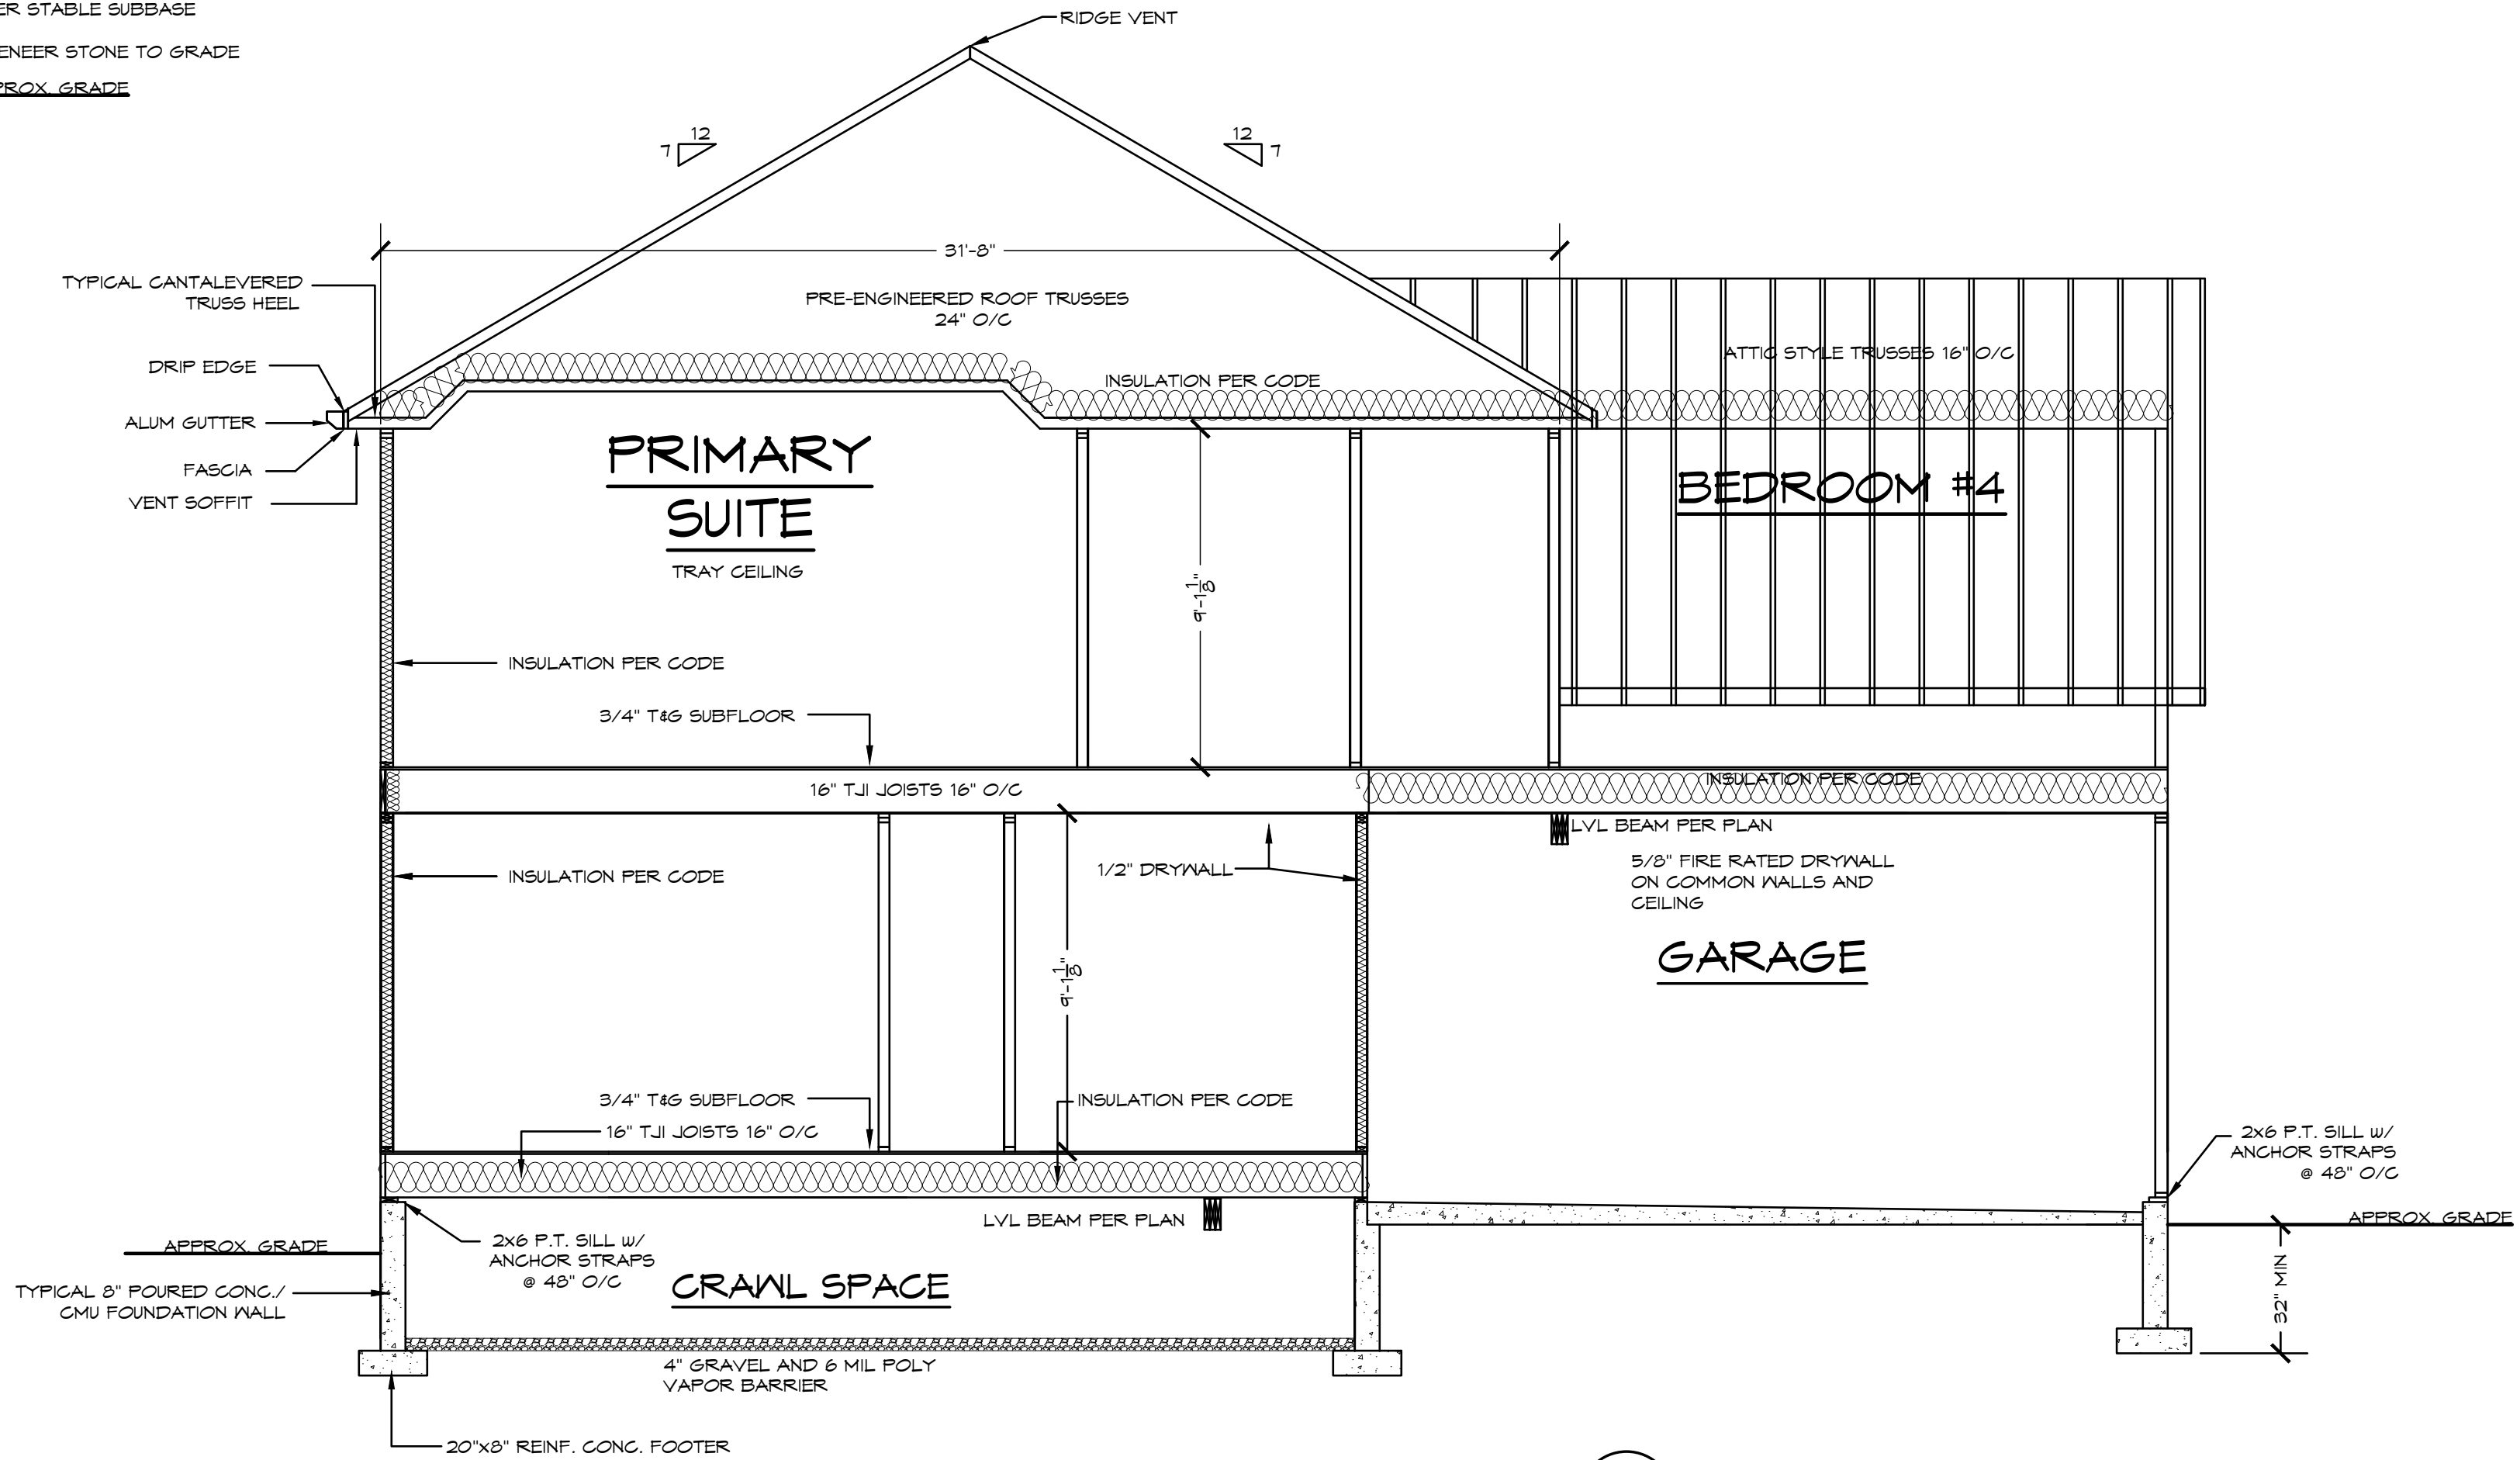 STABLE SUBBASE
STONE TO GRADE
GRADE
RIDGE VENT
12
7
12
7
31'-8"
TYPICAL CANTALEVERED
TRUSS HEEL
PRE-ENGINEERED ROOF TRUSSES
24" O/C
ATTIC STYLE TRUSSES 16" O/C
DRIP EDGE
INSULATION PER CODE
ALUM GUTTER
FASCIA
VENT SOFFIT
PRIMARY
SUITE
TRAY CEILING
BEDROOM #4
9'-1 1/8"
INSULATION PER CODE
3/4" T&G SUBFLOOR
16" TJI JOISTS 16" O/C
INSULATION PER CODE
LVL BEAM PER PLAN
5/8" FIRE RATED DRYWALL
ON COMMON WALLS AND
CEILING
1/2" DRYWALL
INSULATION PER CODE
GARAGE
9'-1 1/8"
3/4" T&G SUBFLOOR
INSULATION PER CODE
16" TJI JOISTS 16" O/C
2x6 P.T. SILL w/
ANCHOR STRAPS
@ 48" O/C
LVL BEAM PER PLAN
APPROX. GRADE
APPROX. GRADE
2x6 P.T. SILL w/
ANCHOR STRAPS
@ 48" O/C
TYPICAL 8" POURED CONC./
CMU FOUNDATION WALL
CRAWL SPACE
32" MIN
4" GRAVEL AND 6 MIL POLY
VAPOR BARRIER
20"x8" REINF. CONC. FOOTER